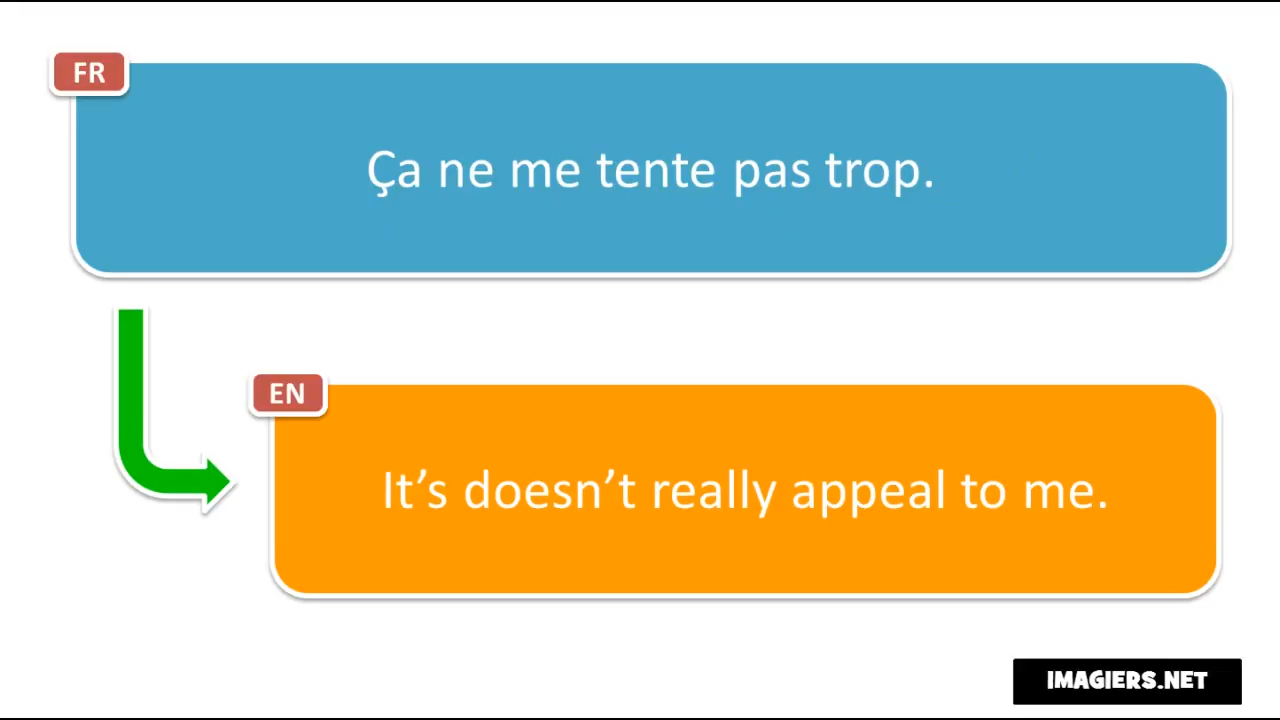 FR
Ça ne me tente pas trop.
EN
It’s doesn’t really appeal to me.
IMAGIERS.NET